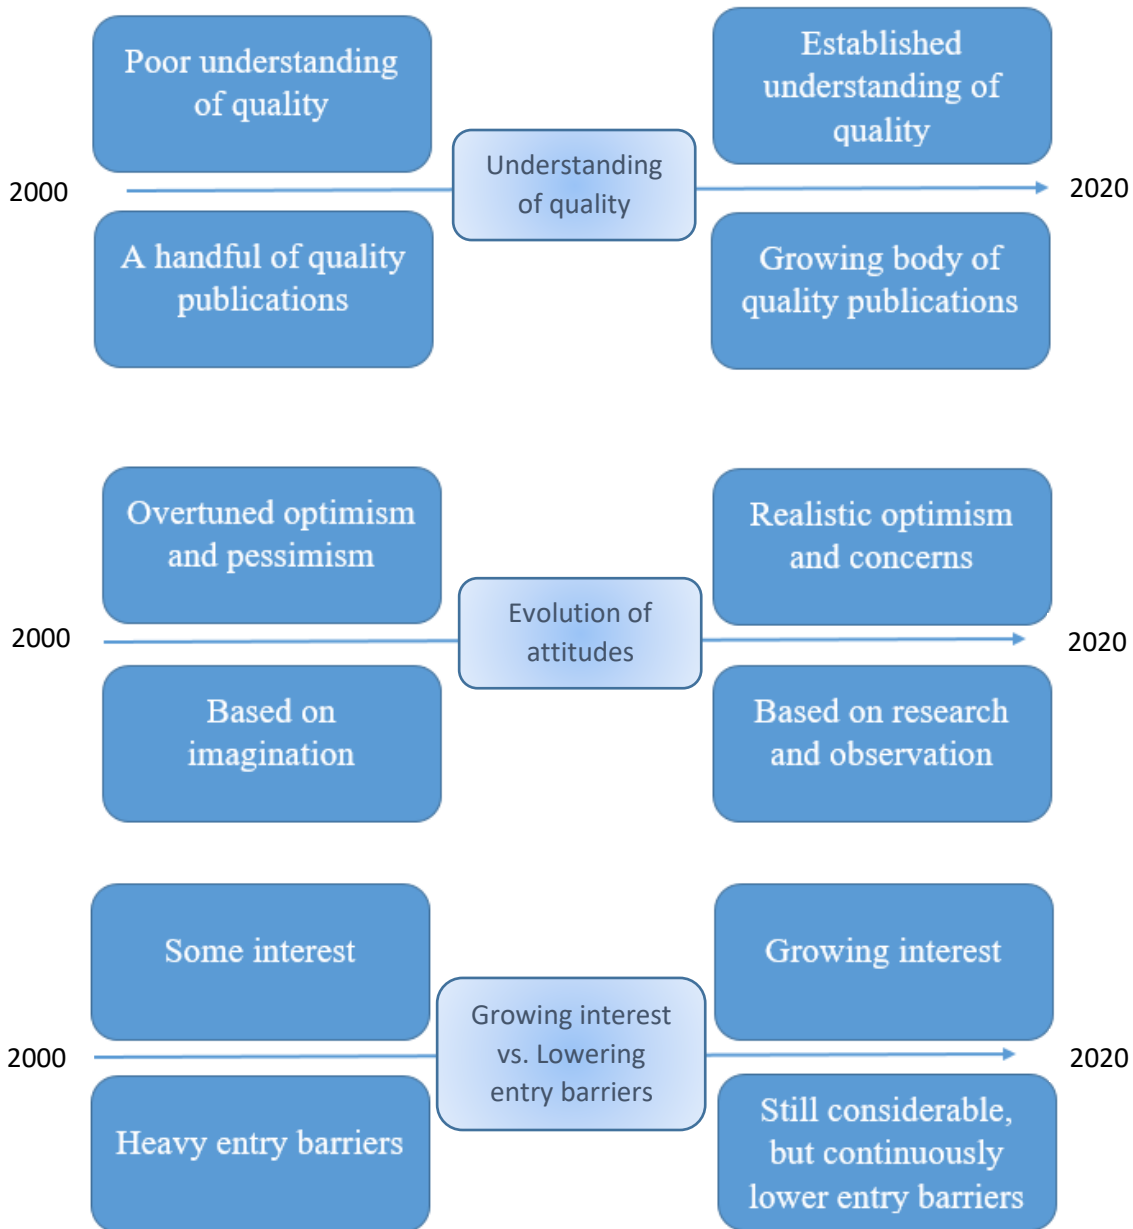 Poor understanding
of quality
Established
understanding of
quality
2000
Understanding
of quality
2020
A handful of quality
publications
Growing body of
quality publications
Overtuned optimism
and pessimism
Realistic optimism
and concerns
2000
Evolution of
attitudes
2020
Based on
imagination
Based on research
and observation
Some interest
Growing interest
2000
Growing interest
vs. Lowering
entry barriers
2020
Heavy entry barriers
Still considerable,
but continuously
lower entry barriers